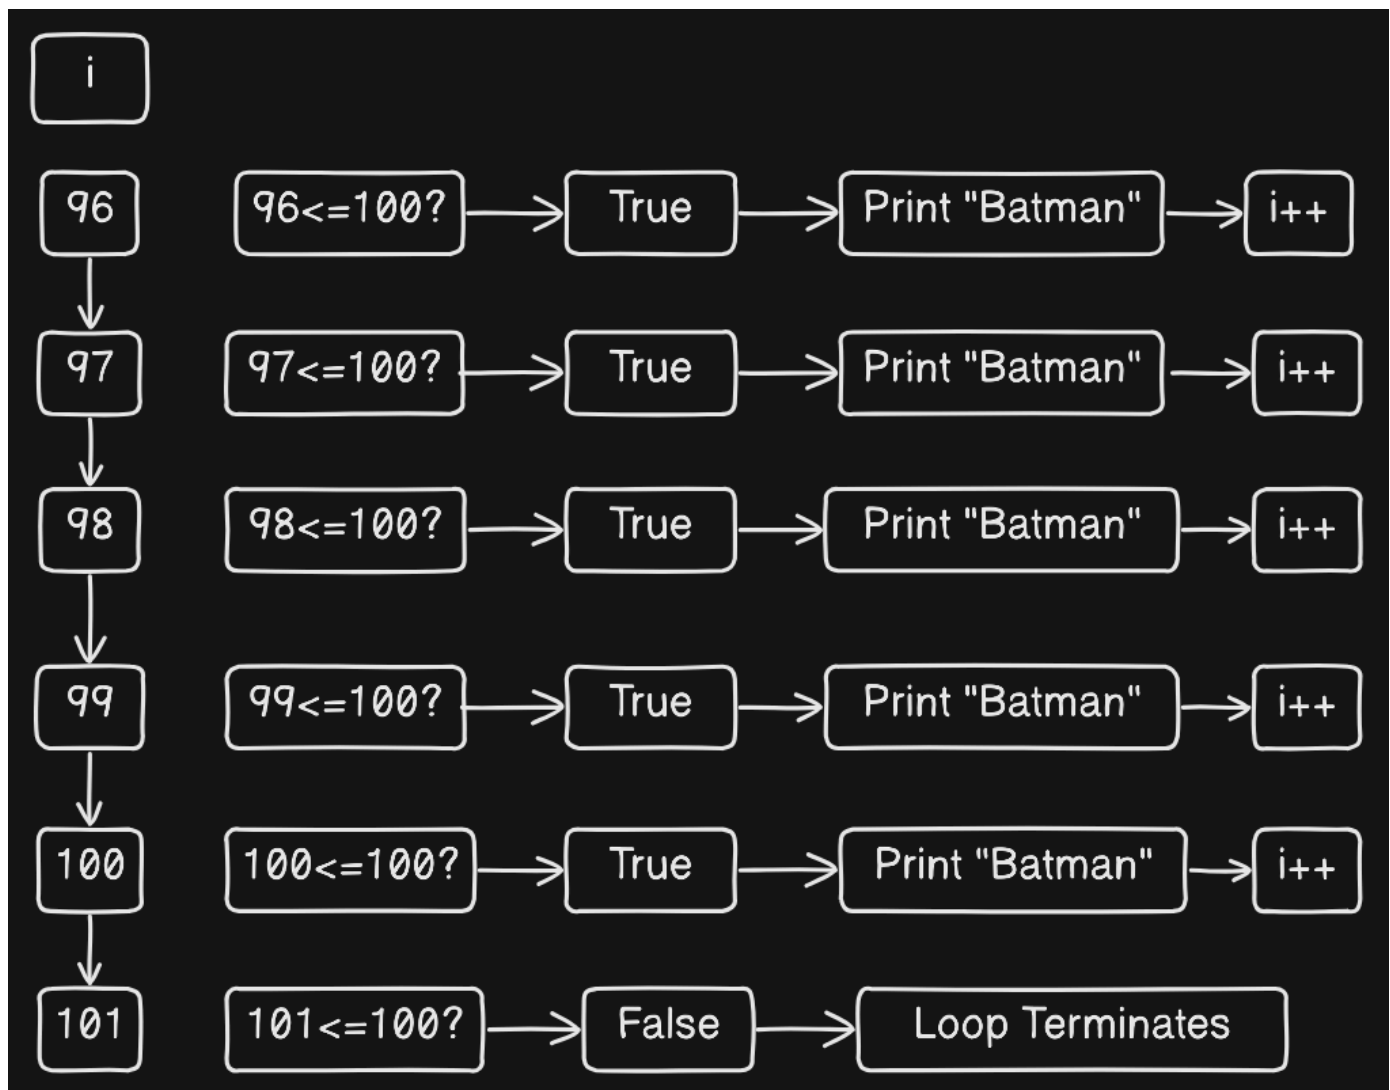 i
96 96<=100? True Print "Batman" i++
97 97<=100? True Print "Batman" i++
98 98<=100? True Print "Batman" i++
99 99<=100? True Print "Batman" i++
100 100<=100? True Print "Batman" i++
101 101<=100? False Loop Terminates